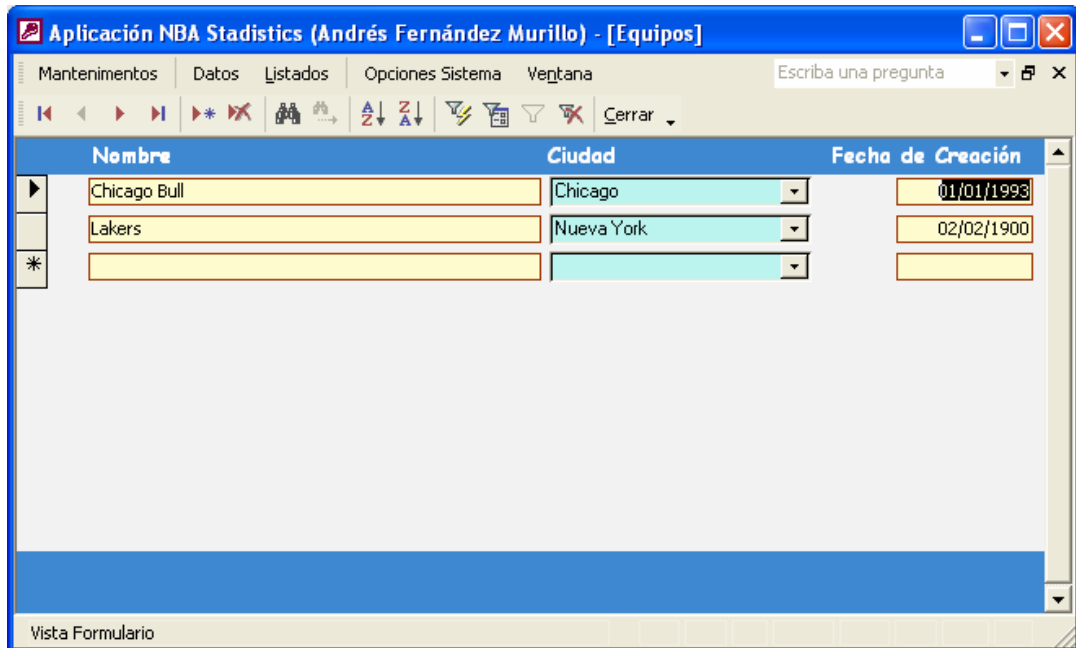 Aplicación NBA Stadistics (Andrés Fernández Murillo) - [Equipos]
Mantenimentos Datos Listados Opciones Sistema Ventana Escriba una pregunta
Cerrar
Nombre Ciudad Fecha de Creación
Chicago Bull Chicago 01/01/1993
Lakers Nueva York 02/02/1900
Vista Formulario